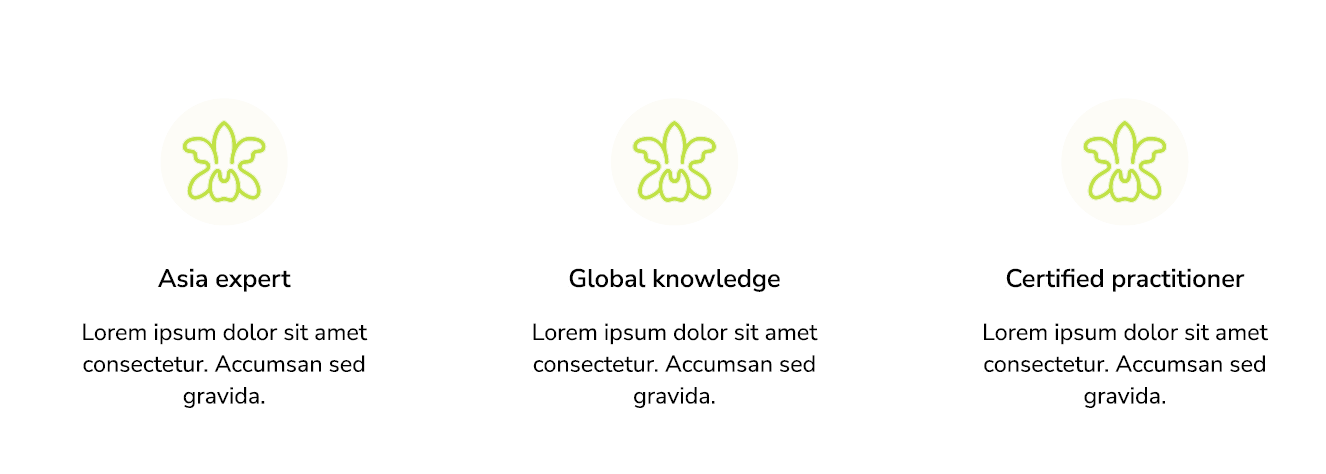 Asia expert
Lorem ipsum dolor sit amet
consectetur. Accumsan sed
gravida.
Global knowledge
Lorem ipsum dolor sit amet
consectetur. Accumsan sed
gravida.
Certified practitioner
Lorem ipsum dolor sit amet
consectetur. Accumsan sed
gravida.